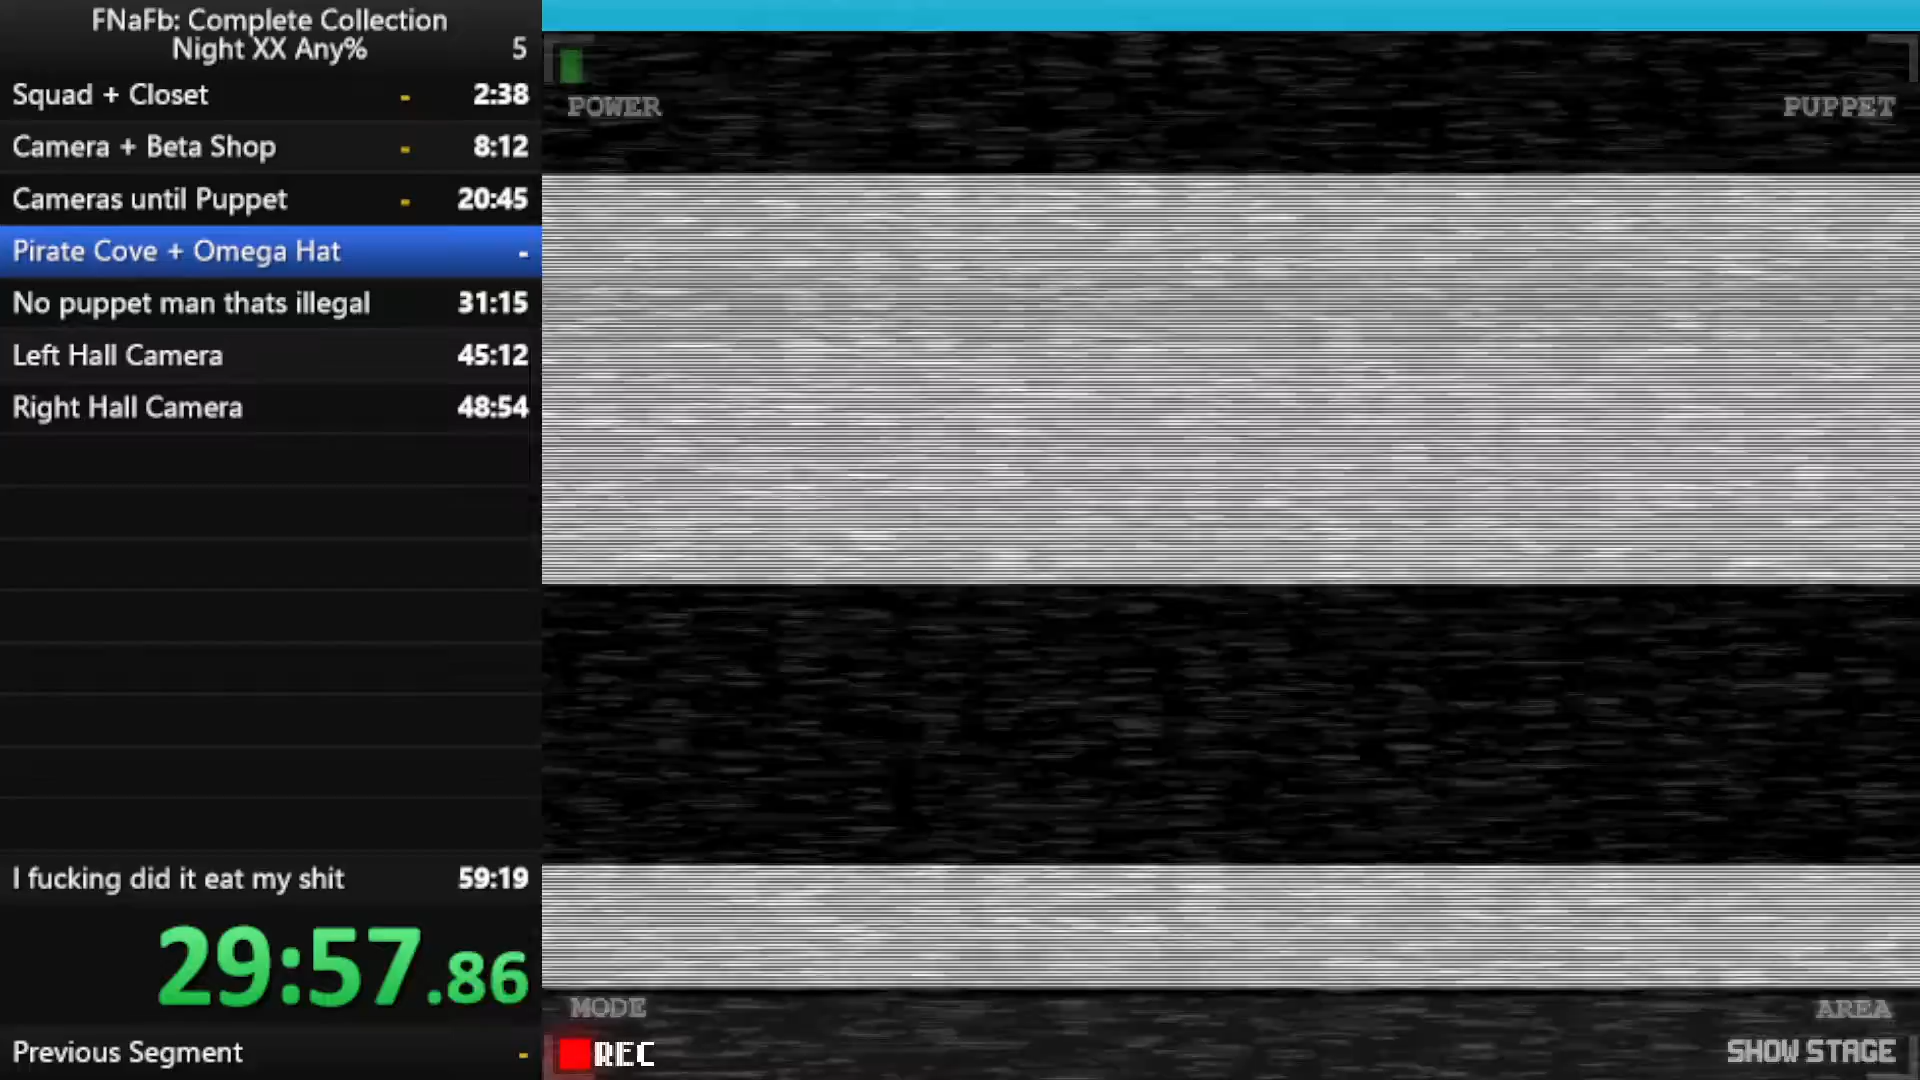 FNaFb: Complete Collection
Night XX Any% 5
Squad + Closet - 2:38
Camera + Beta Shop - 8:12
Cameras until Puppet - 20:45
Pirate Cove + Omega Hat -
No puppet man thats illegal 31:15
Left Hall Camera 45:12
Right Hall Camera 48:54
I fucking did it eat my shit 59:19
29:57.86
Previous Segment -
POWER
PUPPET
MODE
REC
AREA
SHOW STAGE